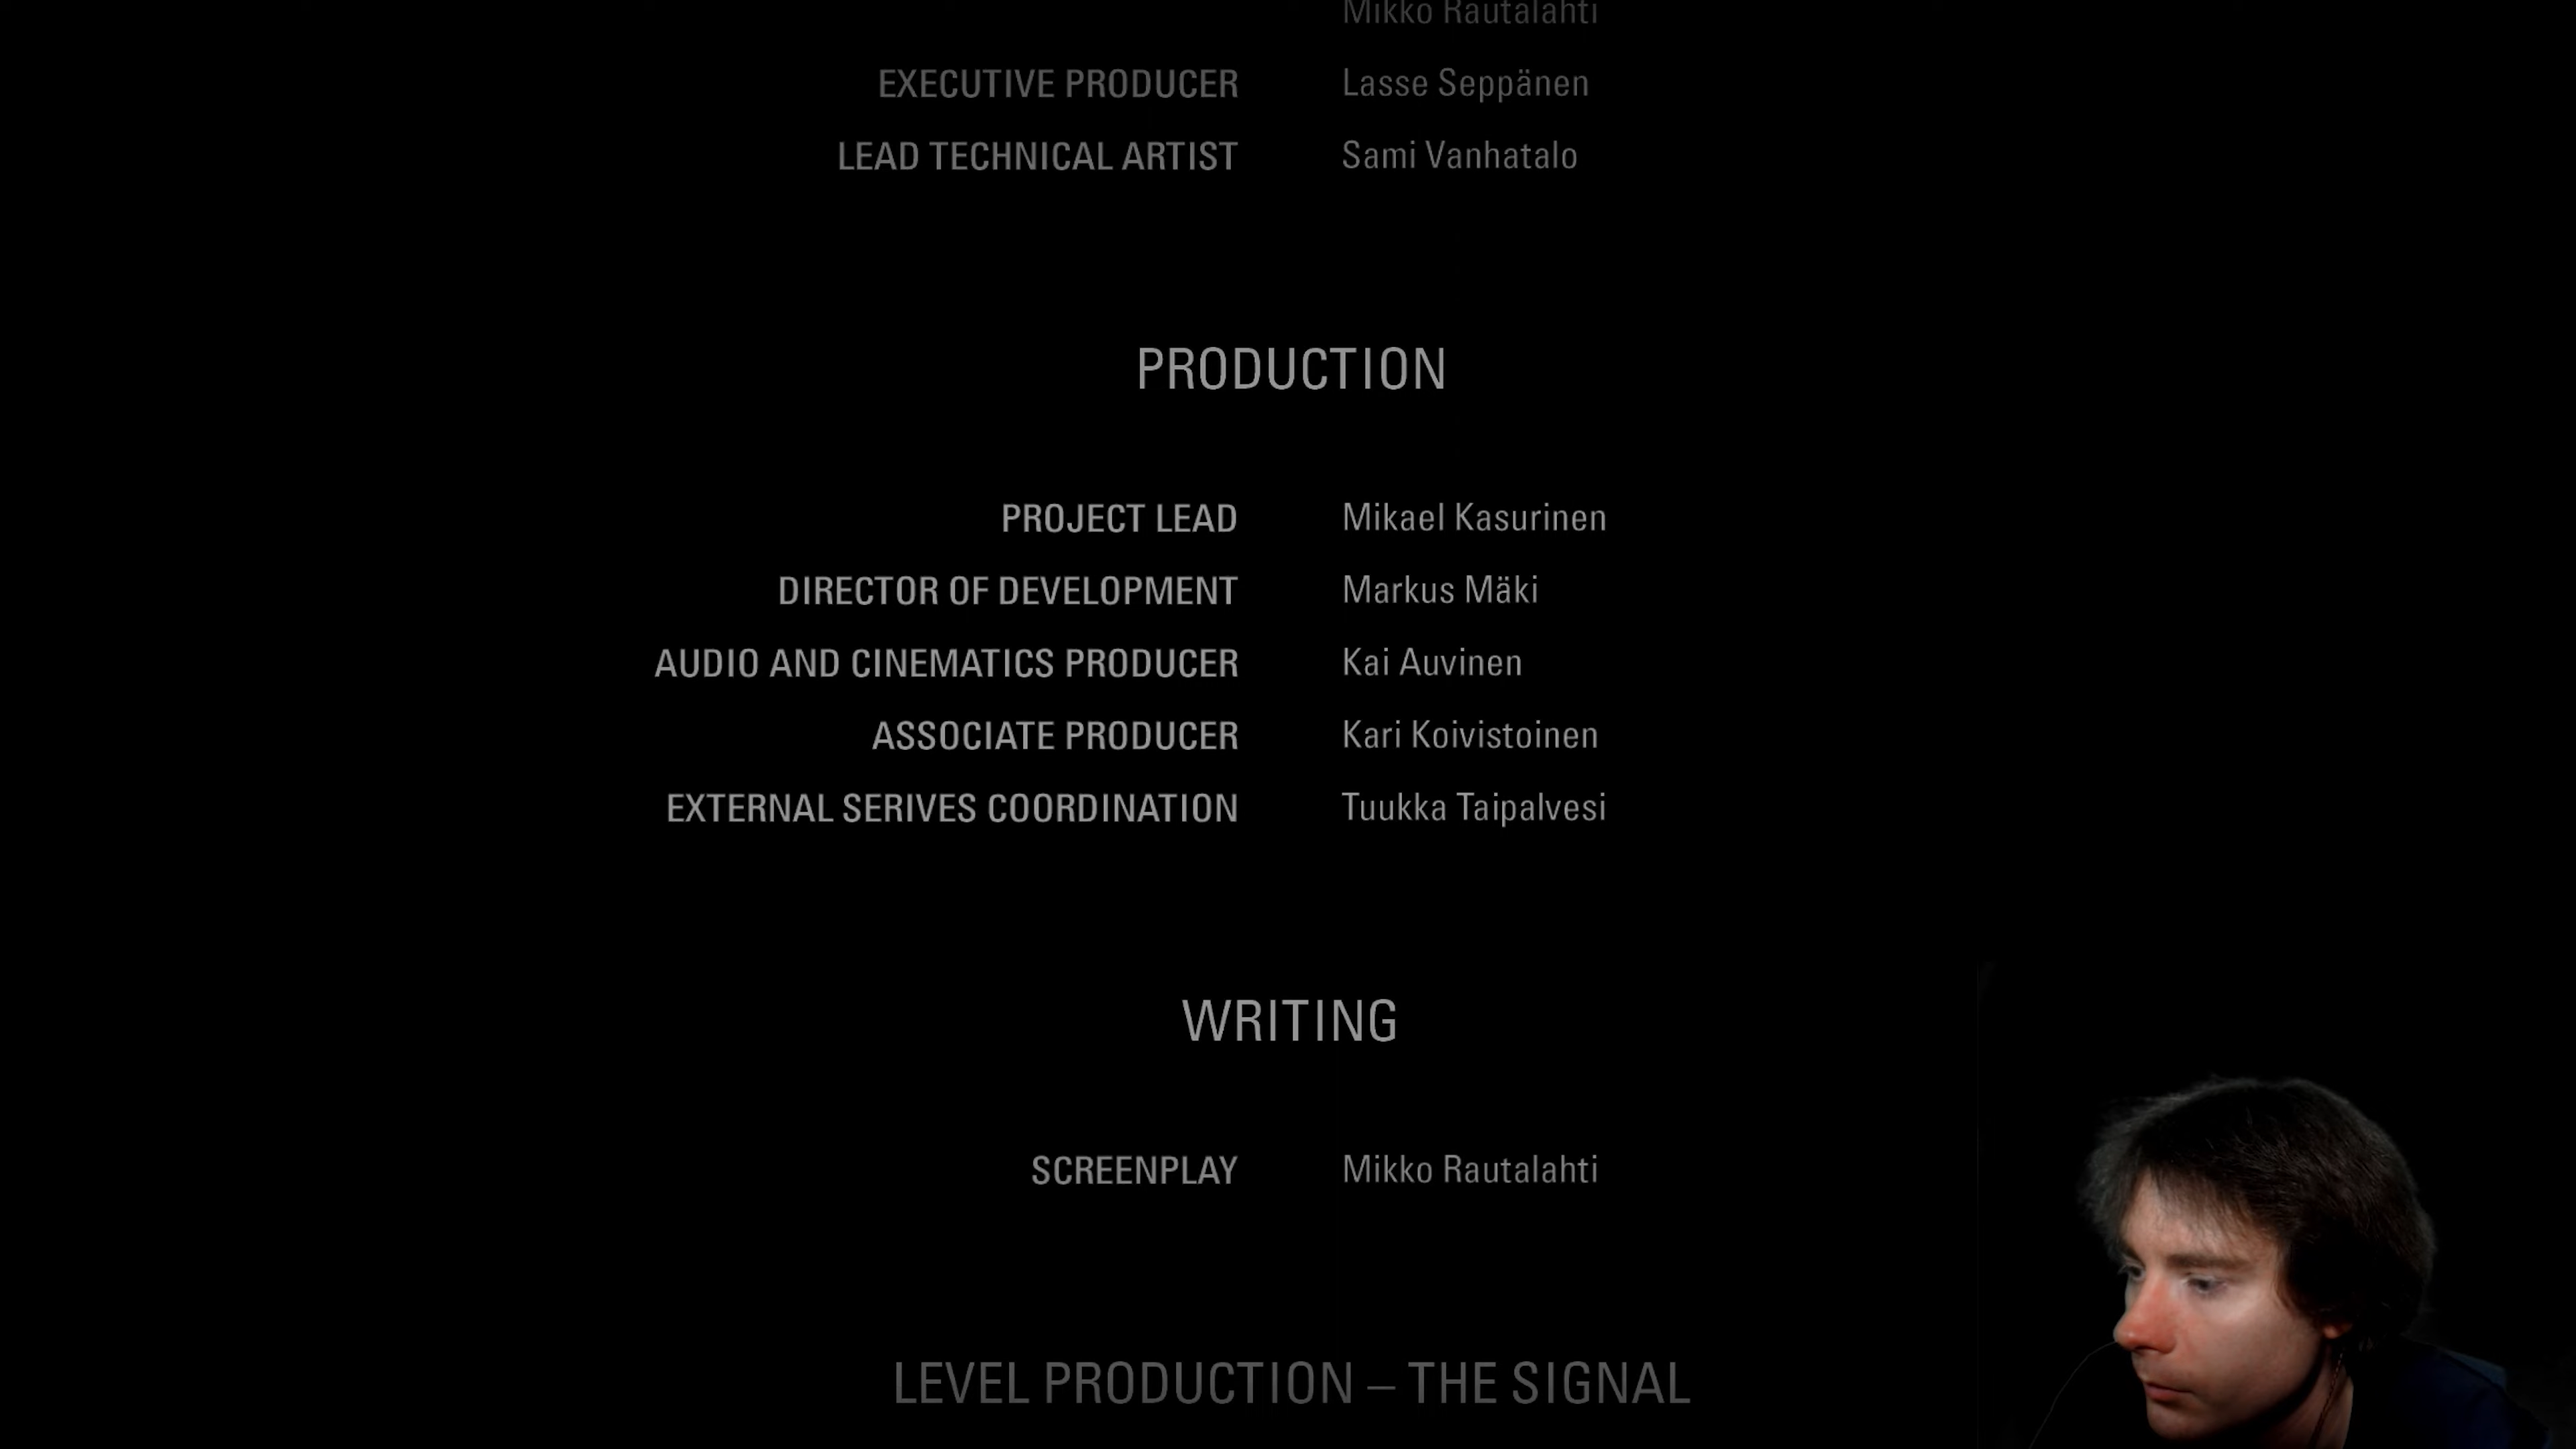 Mikko Rautalahti
EXECUTIVE PRODUCER Lasse Seppänen
LEAD TECHNICAL ARTIST Sami Vanhatalo
PRODUCTION
PROJECT LEAD Mikael Kasurinen
DIRECTOR OF DEVELOPMENT Markus Mäki
AUDIO AND CINEMATICS PRODUCER Kai Auvinen
ASSOCIATE PRODUCER Kari Koivistoinen
EXTERNAL SERIVES COORDINATION Tuukka Taipalvesi
WRITING
SCREENPLAY Mikko Rautalahti
LEVEL PRODUCTION – THE SIGNAL